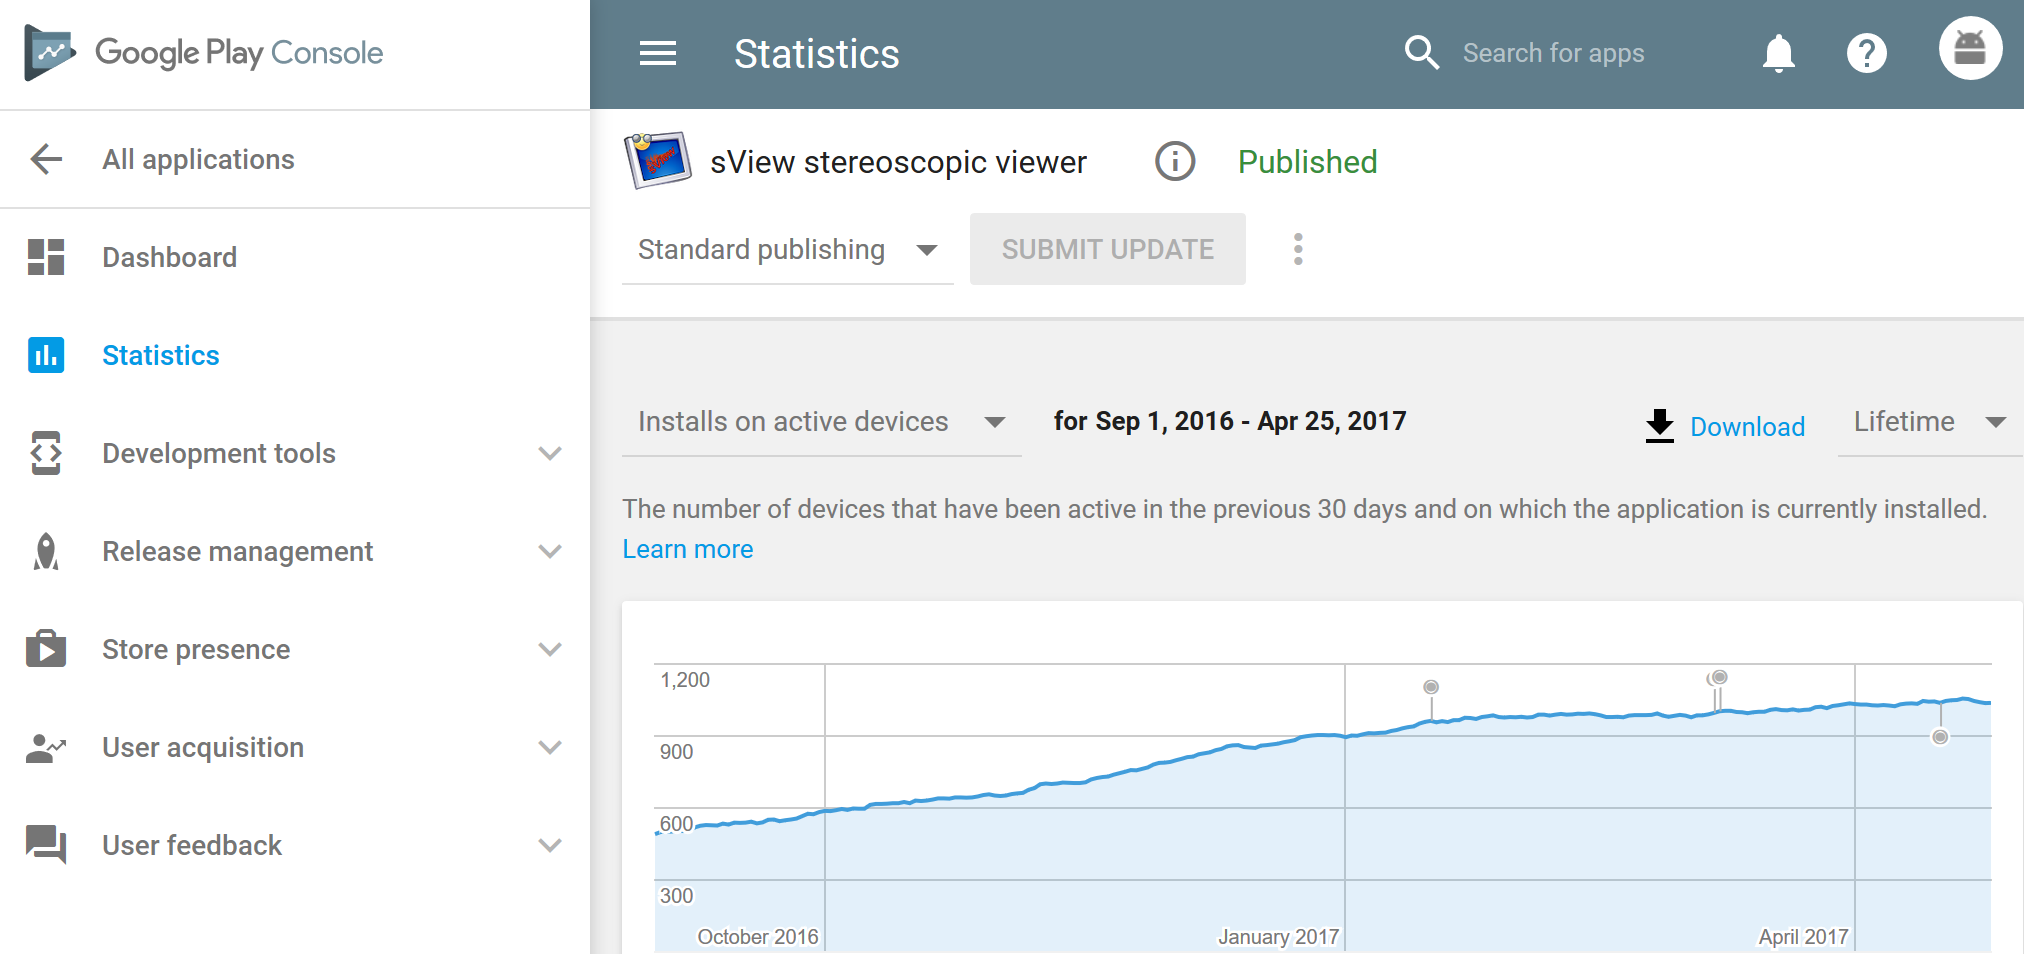 Google Play Console
All applications
Dashboard
Statistics
Development tools
Release management
Store presence
User acquisition
User feedback
Statistics
Search for apps
sView stereoscopic viewer
Published
Standard publishing
SUBMIT UPDATE
Installs on active devices
for Sep 1, 2016 - Apr 25, 2017
Download
Lifetime
The number of devices that have been active in the previous 30 days and on which the application is currently installed.
Learn more
1,200
900
600
300
October 2016
January 2017
April 2017